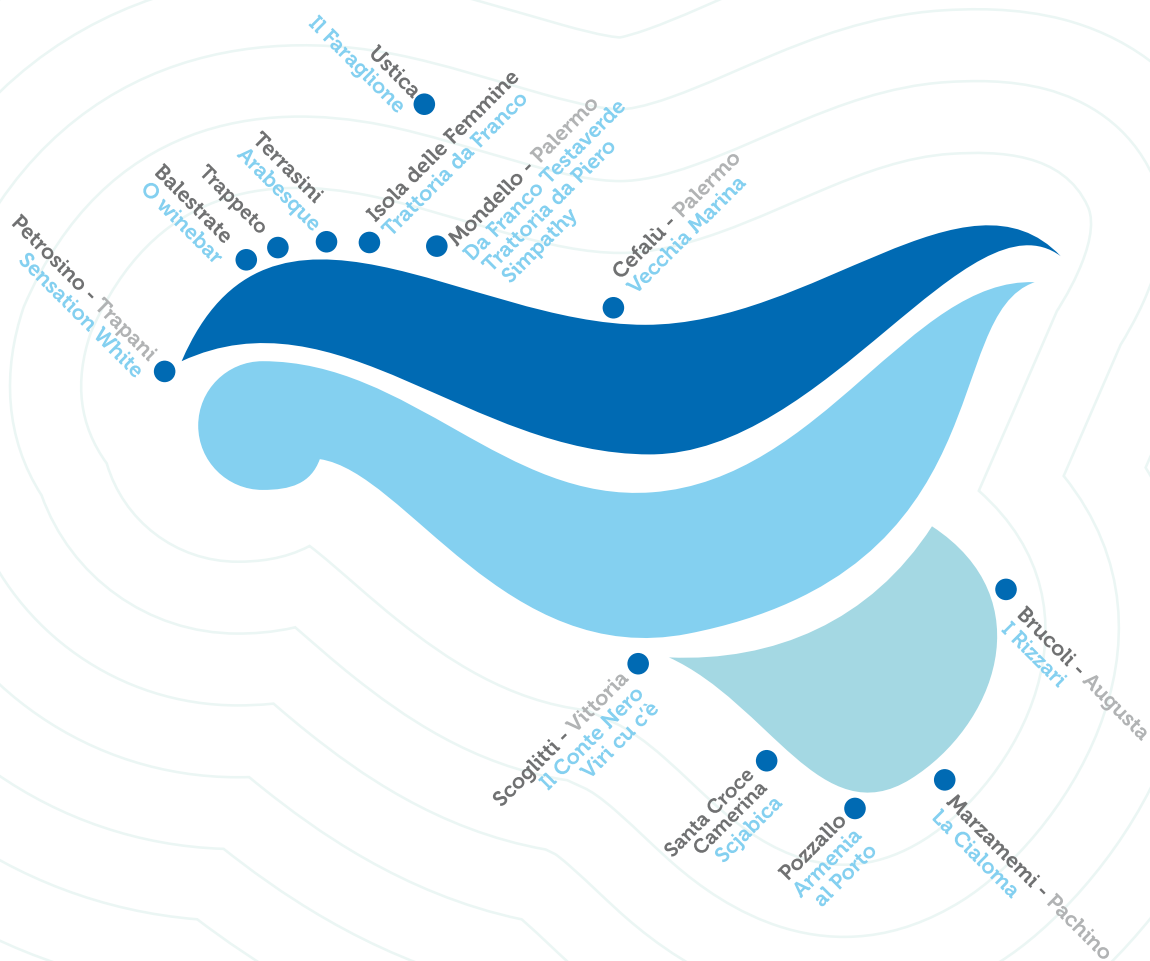 Ustica
Il Faraglione
Isola delle Femmine
Trattoria da Franco
Mondello - Palermo
Da Franco Testaverde
Trattoria da Piero
Simpathy
Terrasini
Arabesque
Trappeto
Balestrate
O winebar
Petrosino - Trapani
Sensation White
Cefalù - Palermo
Vecchia Marina
Brucoli - Augusta
I Rizzari
Scoglitti - Vittoria
Il Conte Nero
Viri cu c'è
Santa Croce
Camerina
Scjabica
Pozzallo
Armenia
al Porto
Marzamemi - Pachino
La Cialoma